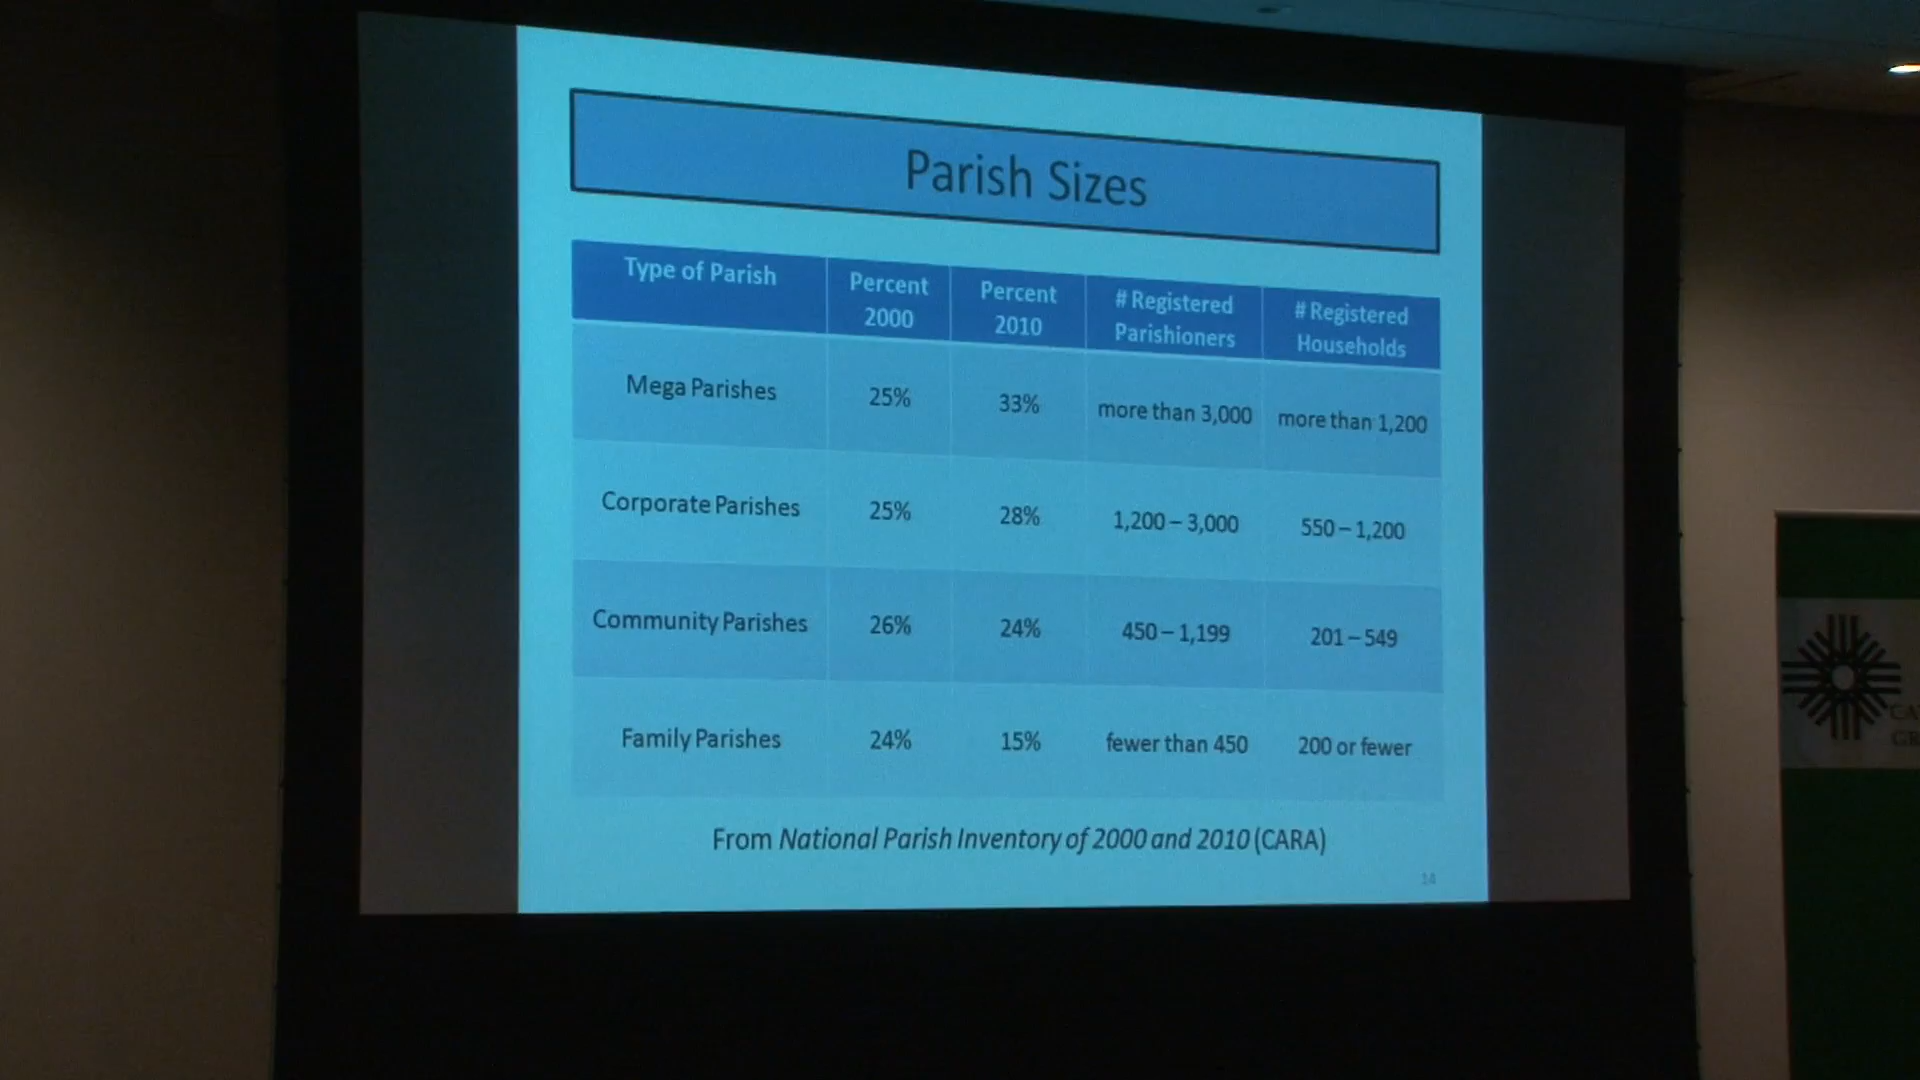 Parish Sizes
Type of Parish
Percent 2000
Percent 2010
# Registered Parishioners
# Registered Households
Mega Parishes 25% 33% more than 3,000 more than 1,200
Corporate Parishes 25% 28% 1,200 – 3,000 550 – 1,200
Community Parishes 26% 24% 450 – 1,199 201 – 549
Family Parishes 24% 15% fewer than 450 200 or fewer
From National Parish Inventory of 2000 and 2010 (CARA)
14